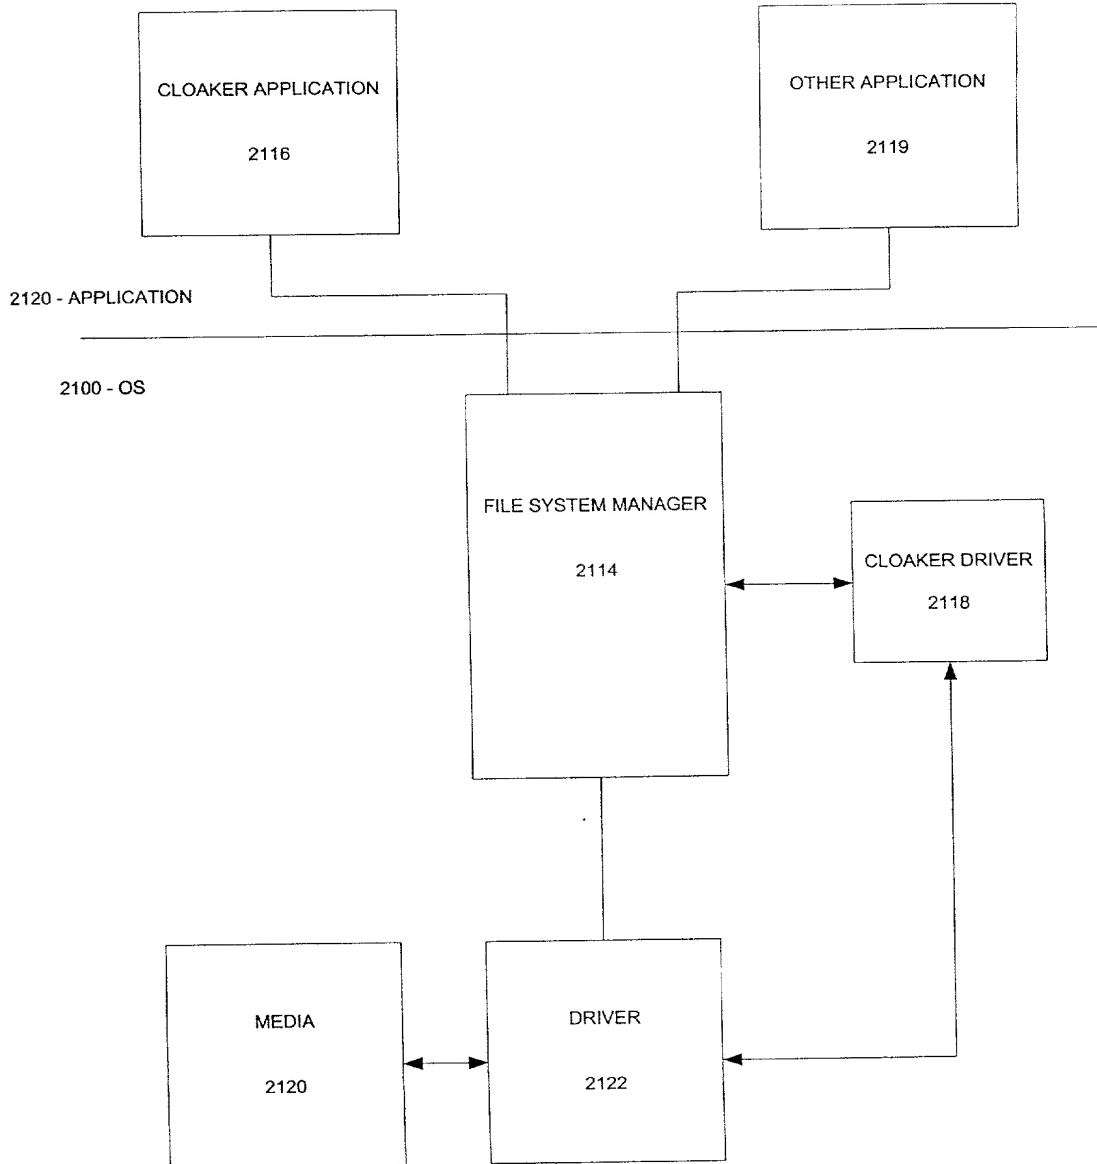 CLOAKER APPLICATION
2116
OTHER APPLICATION
2119
2120 - APPLICATION
2100 - OS
FILE SYSTEM MANAGER
2114
CLOAKER DRIVER
2118
MEDIA
2120
DRIVER
2122